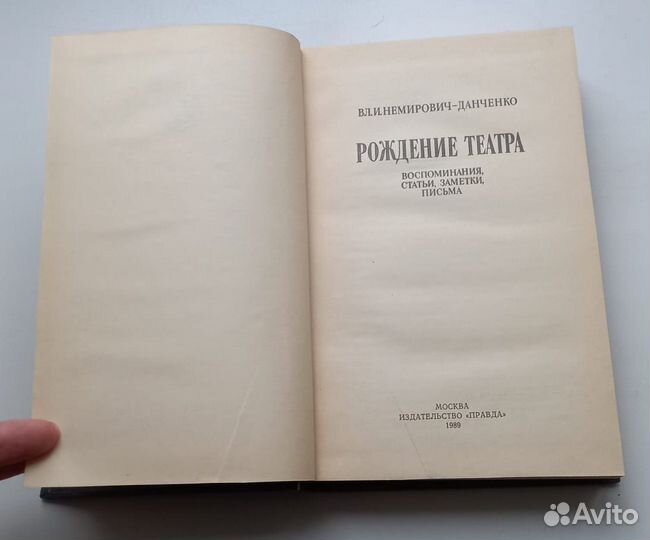 ВЛ.И.НЕМИРОВИЧ-ДАНЧЕНКО
РОЖДЕНИЕ ТЕАТРА
ВОСПОМИНАНИЯ,
СТАТЬИ, ЗАМЕТКИ,
ПИСЬМА
МОСКВА
ИЗДАТЕЛЬСТВО «ПРАВДА»
1989
Avito